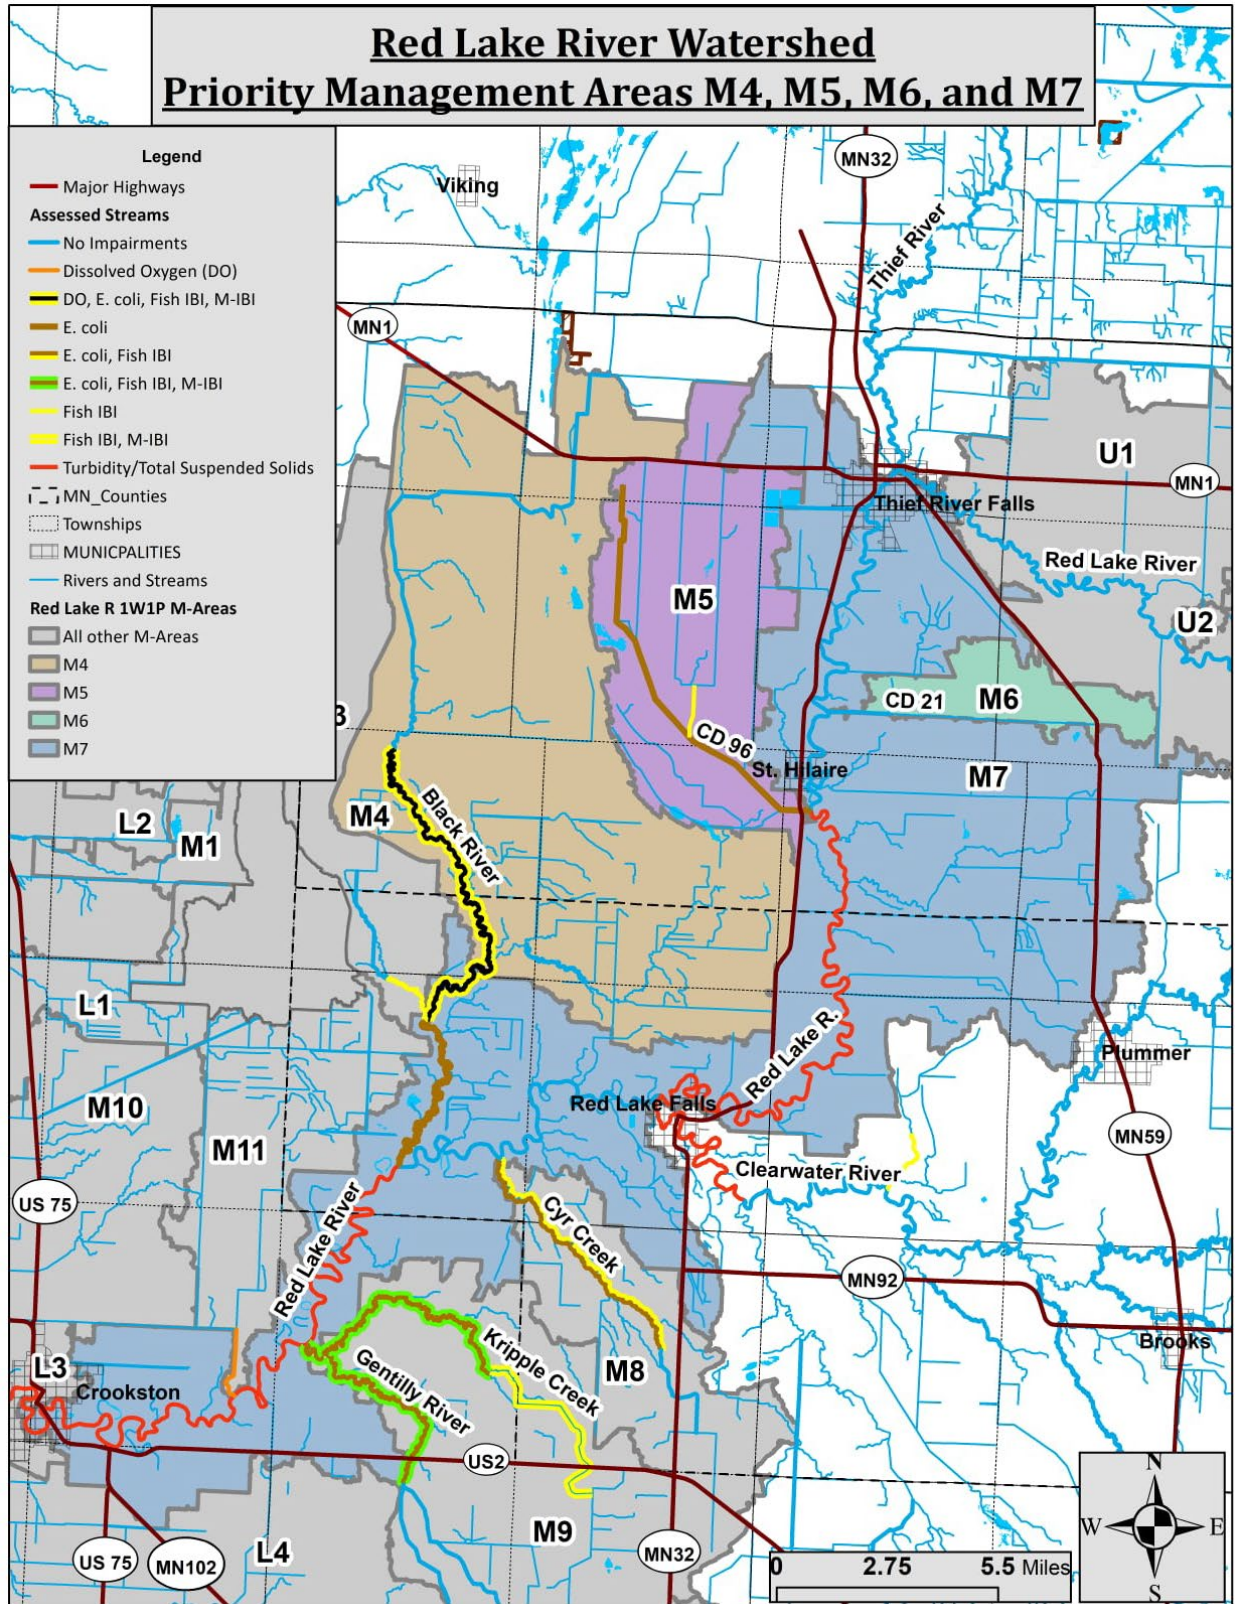 Red Lake River Watershed
Priority Management Areas M4, M5, M6, and M7
Legend
Major Highways
Assessed Streams
No Impairments
Dissolved Oxygen (DO)
DO, E. coli, Fish IBI, M-IBI
E. coli
E. coli, Fish IBI
E. coli, Fish IBI, M-IBI
Fish IBI
Fish IBI, M-IBI
Turbidity/Total Suspended Solids
MN_Counties
Townships
MUNICPALITIES
Rivers and Streams
Red Lake R 1W1P M-Areas
All other M-Areas
M4
M5
M6
M7
Viking
MN32
Thief River
MN1
U1
MN1
Thief River Falls
Red Lake River
M5
U2
CD 21
M6
3
CD 96
St. Hilaire
M7
L2
M1
M4
Black River
L1
Red Lake R.
Plummer
M10
Red Lake Falls
M11
MN59
Clearwater River
US 75
Cyr Creek
Red Lake River
MN92
Brooks
Kripple Creek
L3
M8
Crookston
Gentilly River
US2
N
M9
W
E
L4
US 75
MN102
MN32
0 2.75 5.5 Miles
S